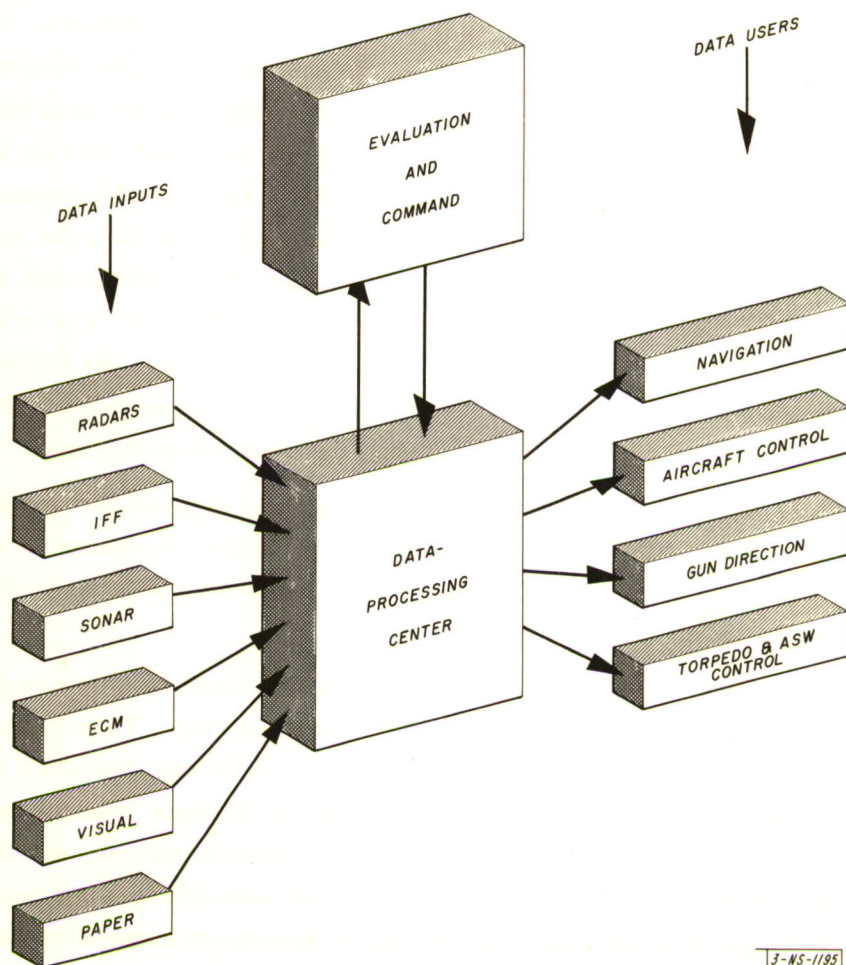 DATA USERS
EVALUATION
AND
COMMAND
DATA INPUTS
NAVIGATION
RADARS
AIRCRAFT CONTROL
IFF
DATA-
PROCESSING
CENTER
GUN DIRECTION
SONAR
TORPEDO & ASW
CONTROL
ECM
VISUAL
PAPER
3-NS-1195